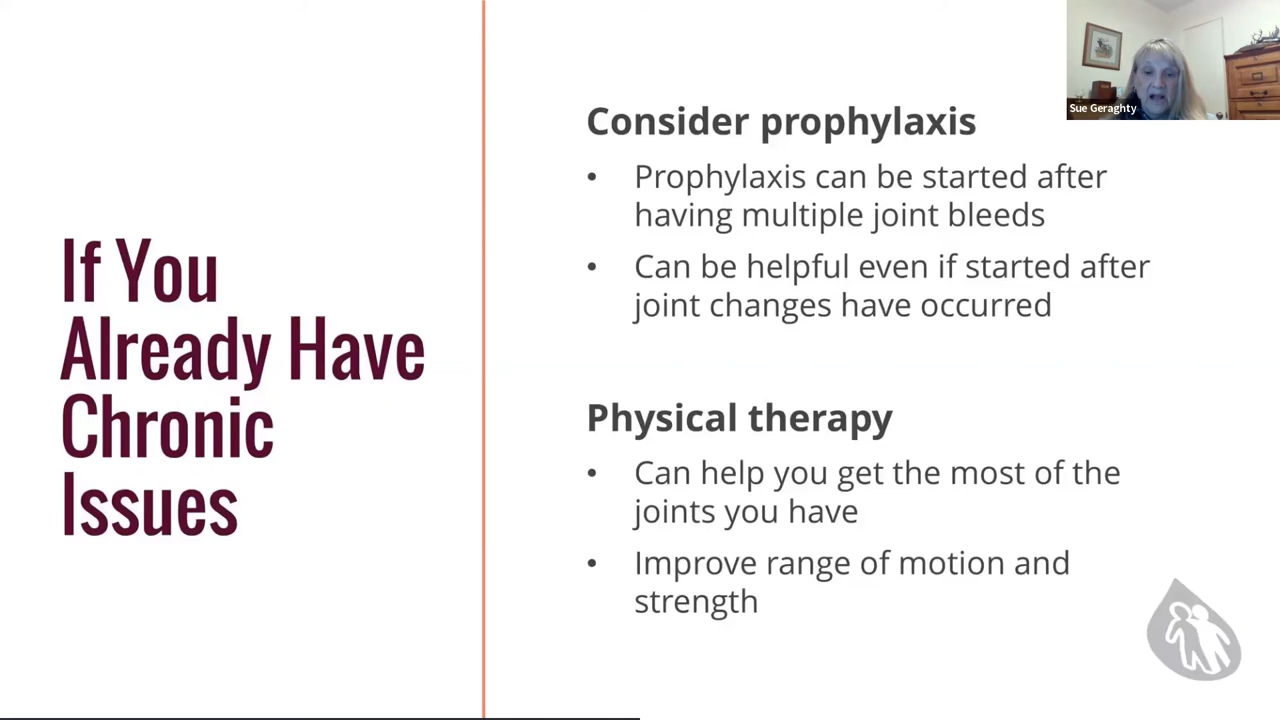 If You
Already Have
Chronic
Issues
Consider prophylaxis
• Prophylaxis can be started after
having multiple joint bleeds
• Can be helpful even if started after
joint changes have occurred
Physical therapy
• Can help you get the most of the
joints you have
• Improve range of motion and
strength
Sue Geraghty